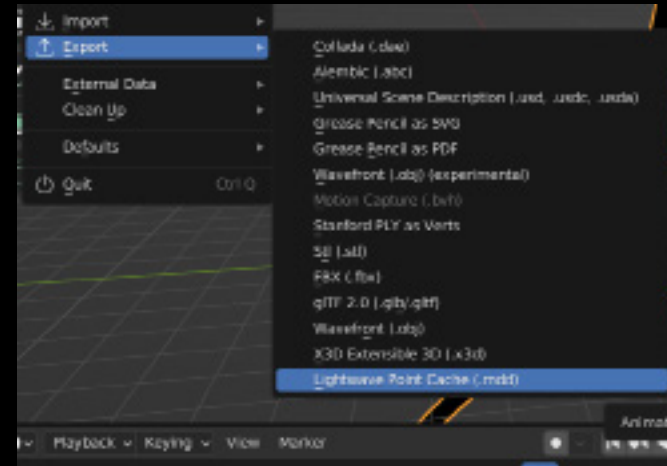 Import
Export
External Data
Clean Up
Defaults
Quit Ctrl Q
Collada (.dae)
Alembic (.abc)
Universal Scene Description (.usd, .usdc, .usda)
Grease Pencil as SVG
Grease Pencil as PDF
Wavefront (.obj) (experimental)
Motion Capture (.bvh)
Stanford PLY as Verts
Stl (.stl)
FBX (.fbx)
glTF 2.0 (.glb/.gltf)
Wavefront (.obj)
X3D Extensible 3D (.x3d)
Lightwave Point Cache (.mdd)
Animat
Playback Keying View Marker